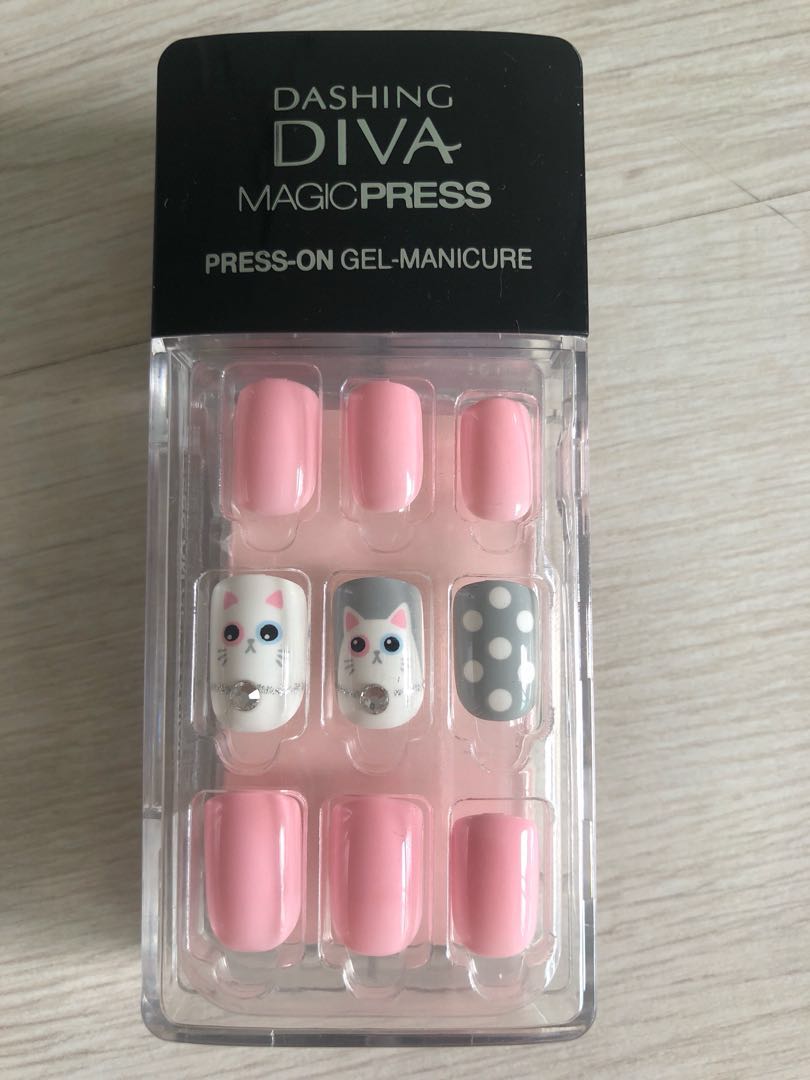 DASHING
DIVA
MAGICPRESS
PRESS-ON GEL-MANICURE